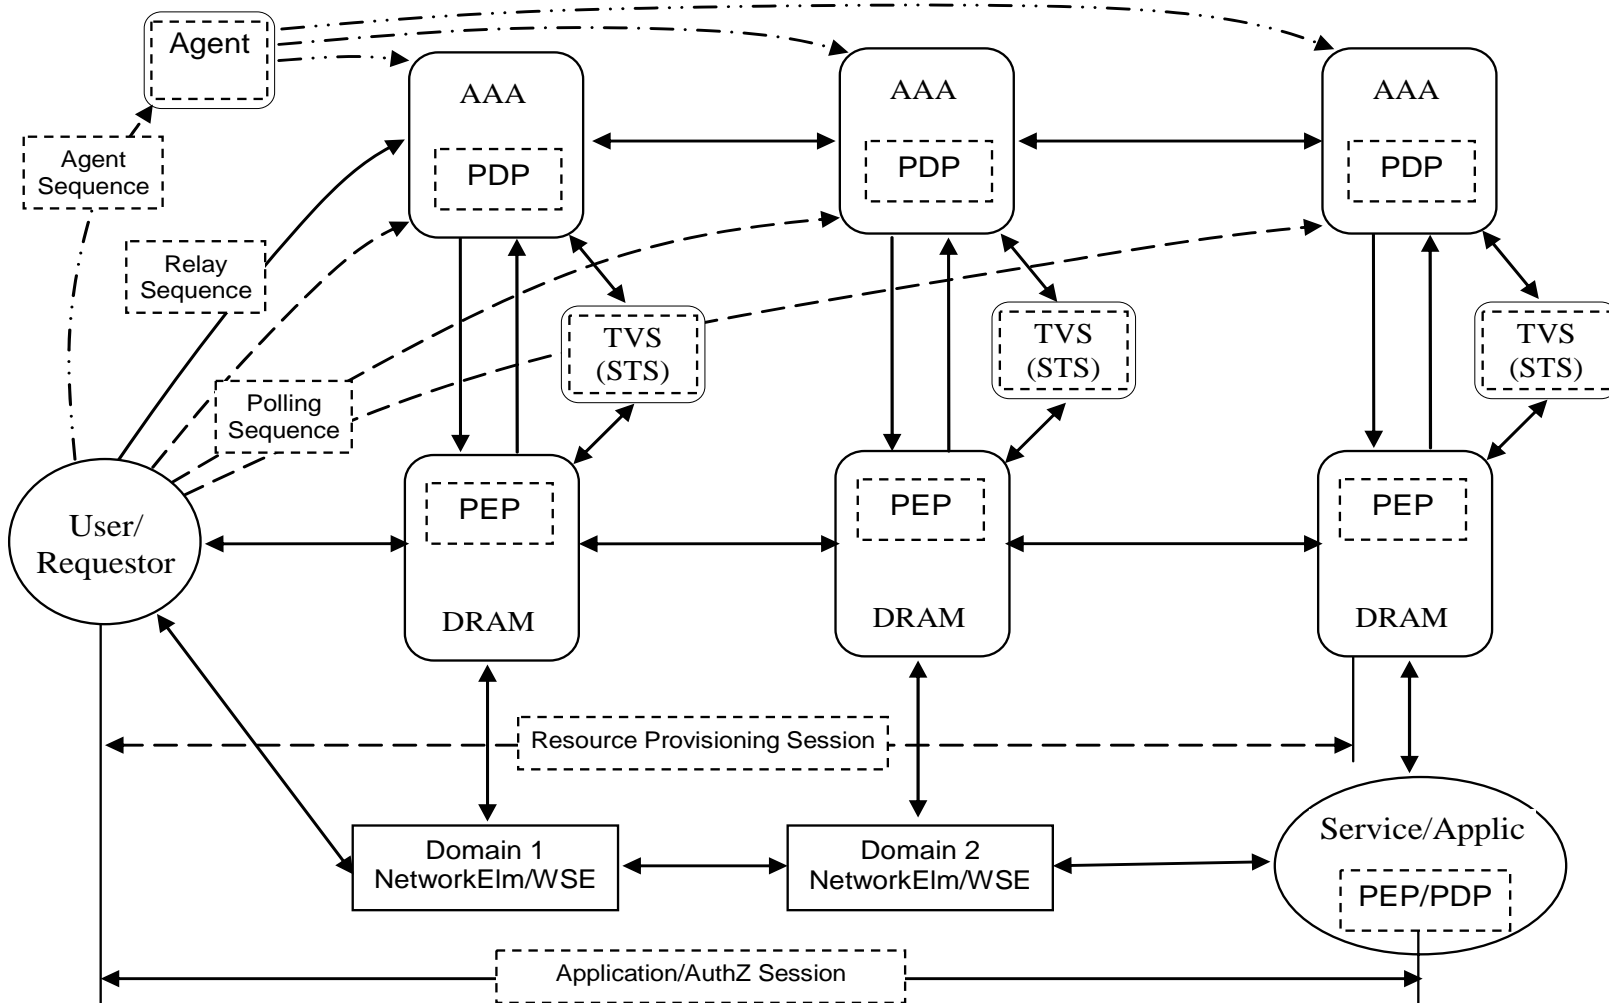 Agent
AAA
AAA
AAA
Agent
Sequence
PDP
PDP
PDP
Relay
Sequence
TVS
(STS)
TVS
(STS)
TVS
(STS)
Polling
Sequence
User/
Requestor
PEP
PEP
PEP
DRAM
DRAM
DRAM
Resource Provisioning Session
Domain 1
NetworkElm/WSE
Domain 2
NetworkElm/WSE
Service/Applic
PEP/PDP
Application/AuthZ Session